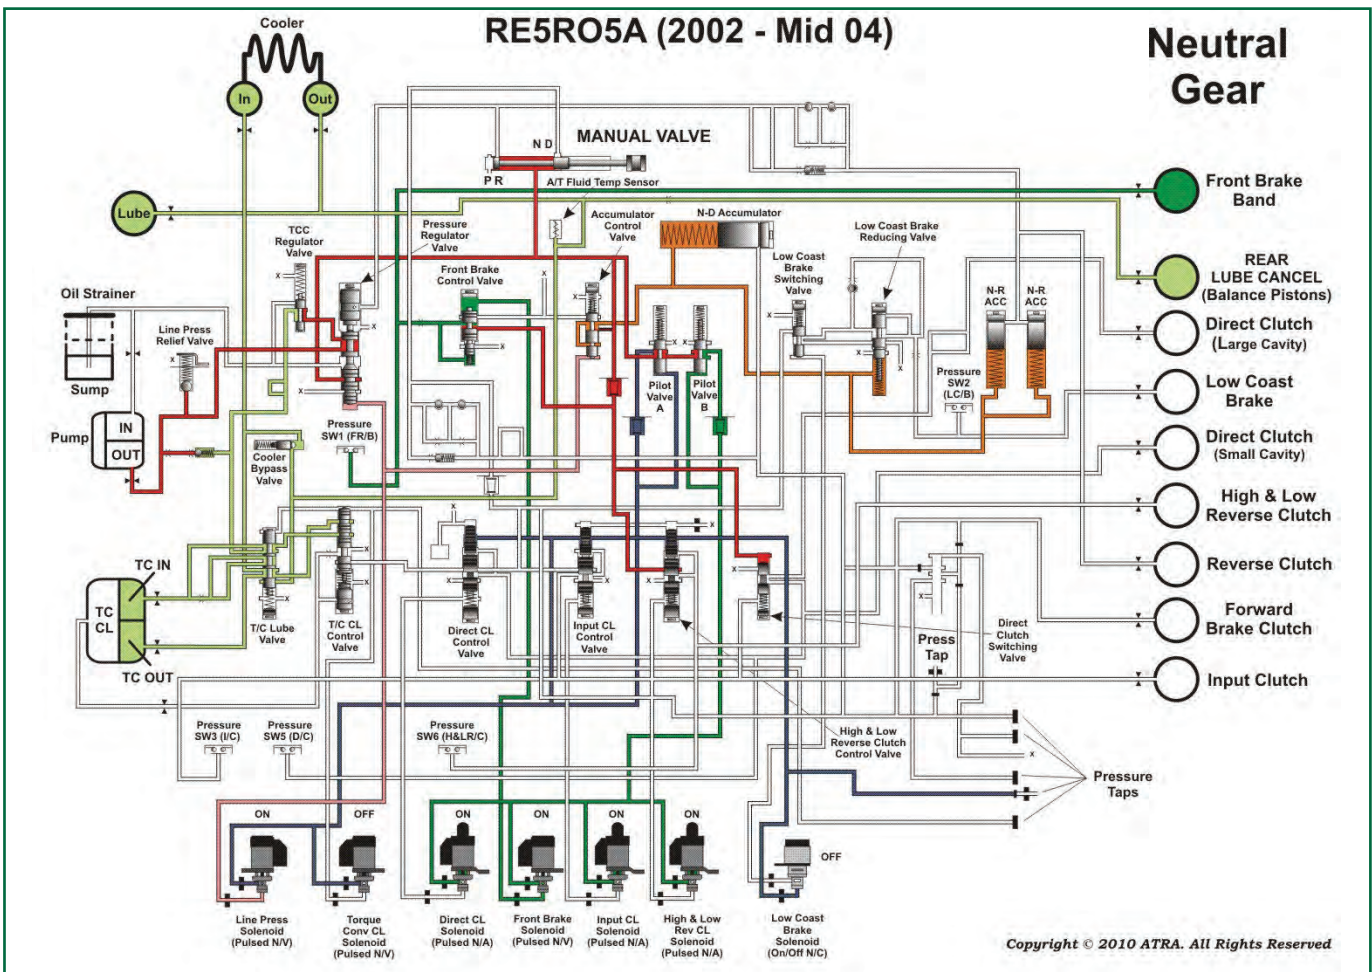 RE5RO5A (2002 - Mid 04)
Neutral
Gear
Cooler
In
Out
Lube
MANUAL VALVE
N D
P R
A/T Fluid Temp Sensor
TCC
Regulator
Valve
Pressure
Regulator
Valve
Front Brake
Control Valve
Accumulator
Control
Valve
N-D Accumulator
Low Coast
Brake
Switching
Valve
Low Coast Brake
Reducing Valve
N-R
ACC
N-R
ACC
Oil Strainer
Sump
Line Press
Relief Valve
Pump
IN
OUT
Cooler
Bypass
Valve
Pressure
SW1 (FR/B)
Pilot
Valve
A
Pilot
Valve
B
Pressure
SW2
(LC/B)
Front Brake
Band
REAR
LUBE CANCEL
(Balance Pistons)
Direct Clutch
(Large Cavity)
Low Coast
Brake
Direct Clutch
(Small Cavity)
High & Low
Reverse Clutch
Reverse Clutch
Forward
Brake Clutch
Input Clutch
TC IN
TC
CL
TC OUT
T/C Lube
Valve
T/C CL
Control
Valve
Direct CL
Control
Valve
Input CL
Control
Valve
Direct
Clutch
Switching
Valve
Press
Tap
High & Low
Reverse Clutch
Control Valve
Pressure
SW3 (I/C)
Pressure
SW5 (D/C)
Pressure
SW6 (H&LR/C)
Pressure
Taps
ON
OFF
ON
ON
ON
ON
OFF
Line Press
Solenoid
(Pulsed N/V)
Torque
Conv CL
Solenoid
(Pulsed N/V)
Direct CL
Solenoid
(Pulsed N/A)
Front Brake
Solenoid
(Pulsed N/V)
Input CL
Solenoid
(Pulsed N/A)
High & Low
Rev CL
Solenoid
(Pulsed N/A)
Low Coast
Brake
Solenoid
(On/Off N/C)
Copyright © 2010 ATRA. All Rights Reserved